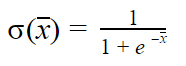 σ(x̅) = 1 / (1 + e^(−x̅))